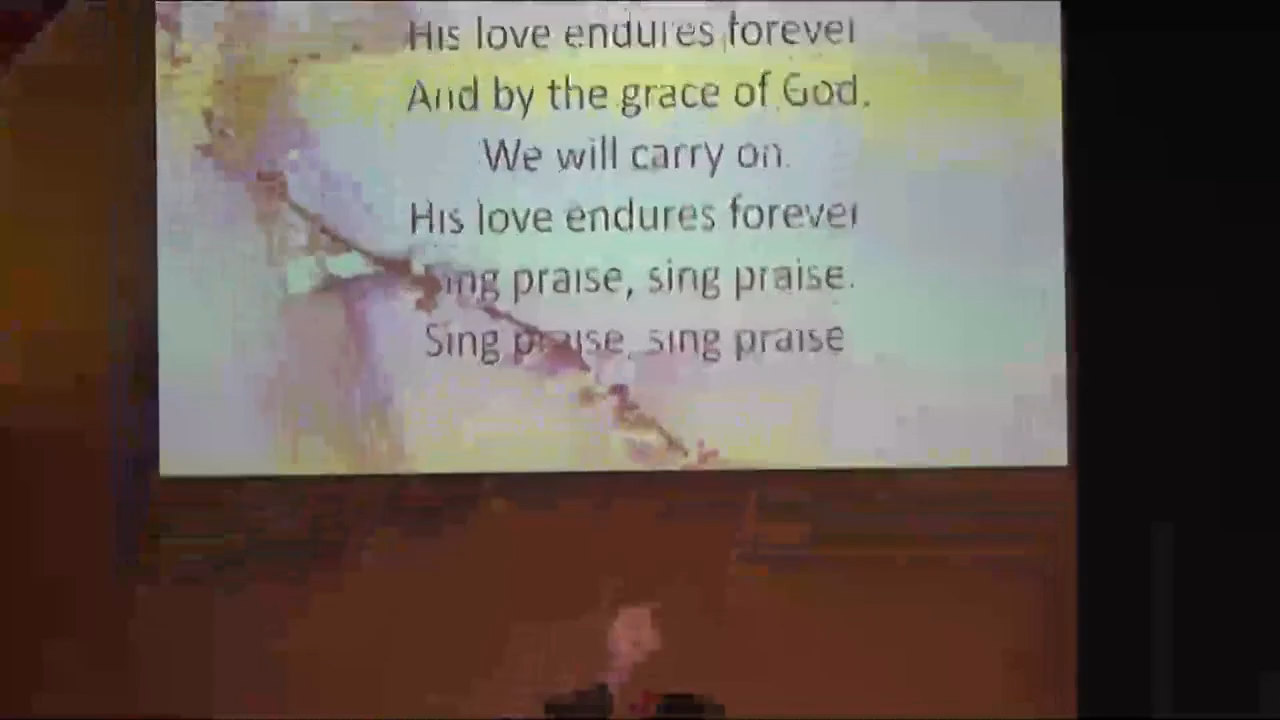 His love endures forever
And by the grace of God.
We will carry on.
His love endures forever
Sing praise, sing praise.
Sing praise, sing praise